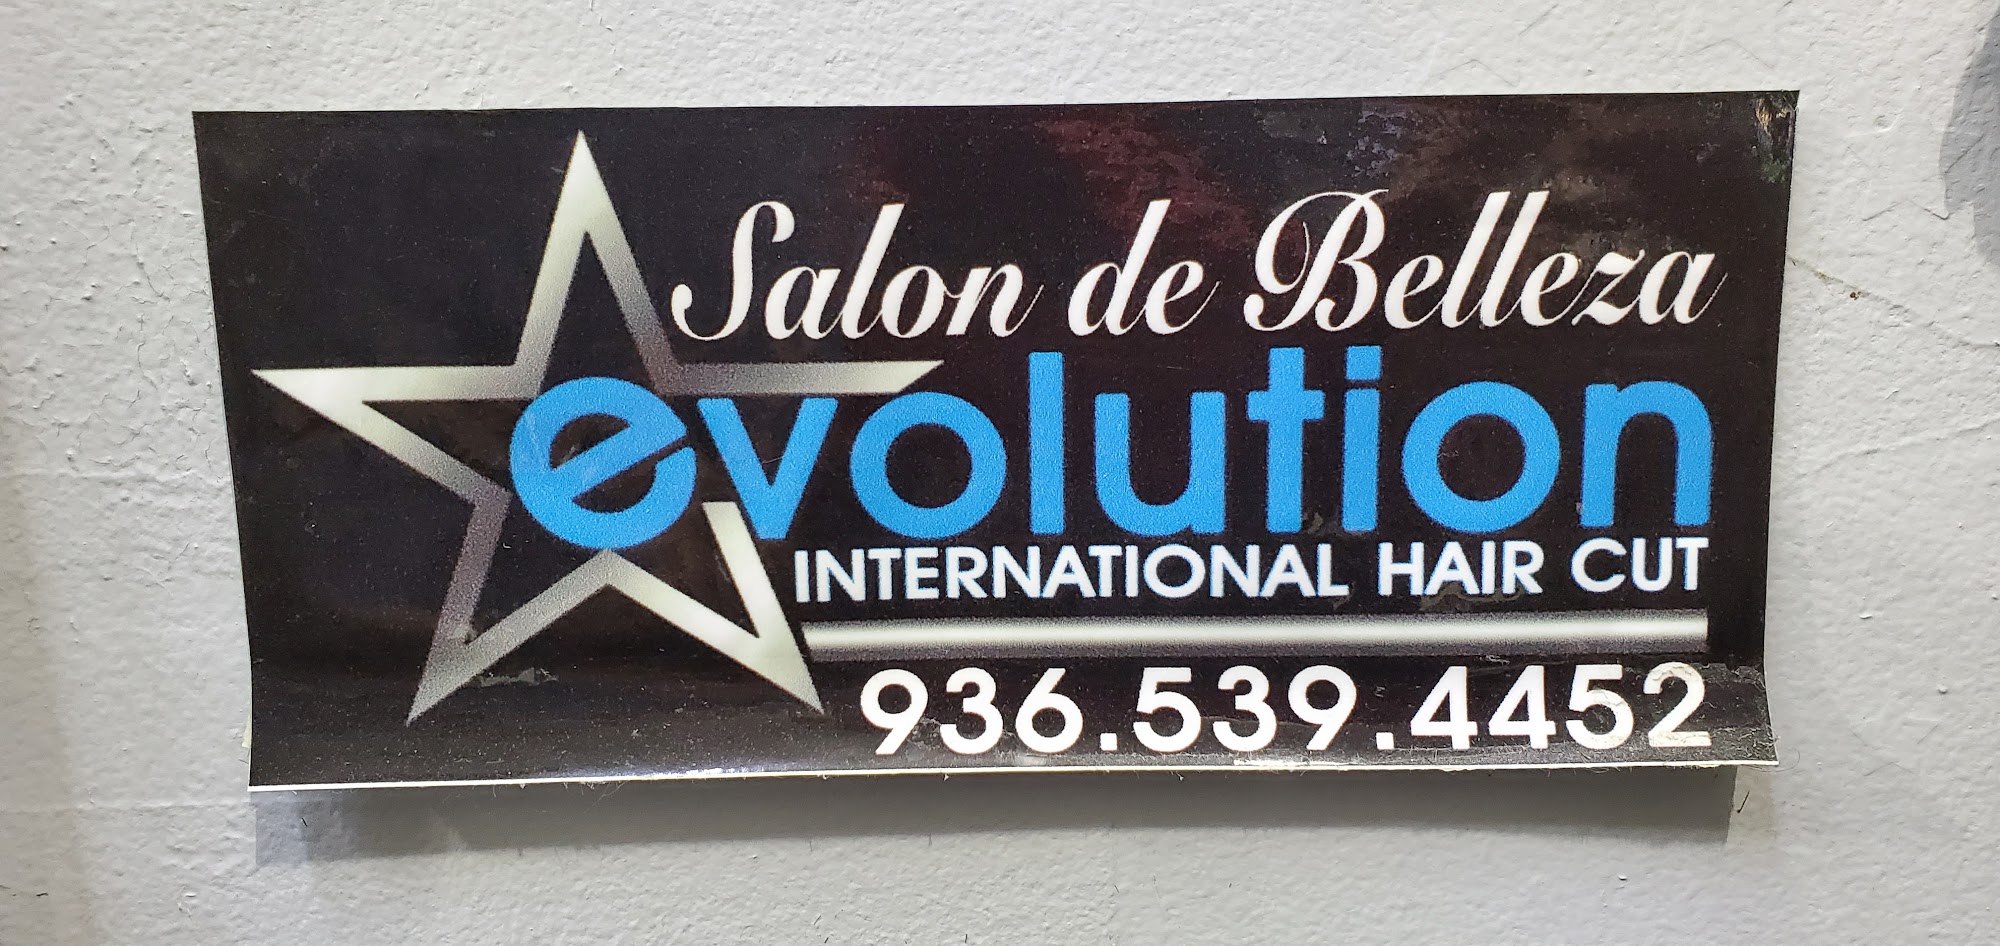 Salon de Belleza
evolution
INTERNATIONAL HAIR CUT
936.539.4452